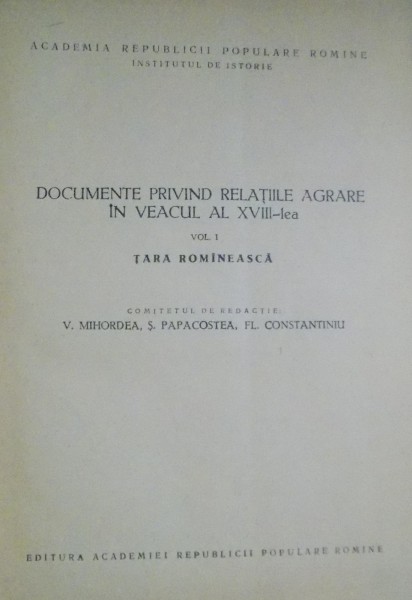 ACADEMIA REPUBLICII POPULARE ROMINE
INSTITUTUL DE ISTORIE
DOCUMENTE PRIVIND RELAȚIILE AGRARE
ÎN VEACUL AL XVIII-lea
VOL. I
ȚARA ROMÎNEASCĂ
COMITETUL DE REDACȚIE:
V. MIHORDEA, Ș. PAPACOSTEA, FL. CONSTANTINIU
EDITURA ACADEMIEI REPUBLICII POPULARE ROMINE